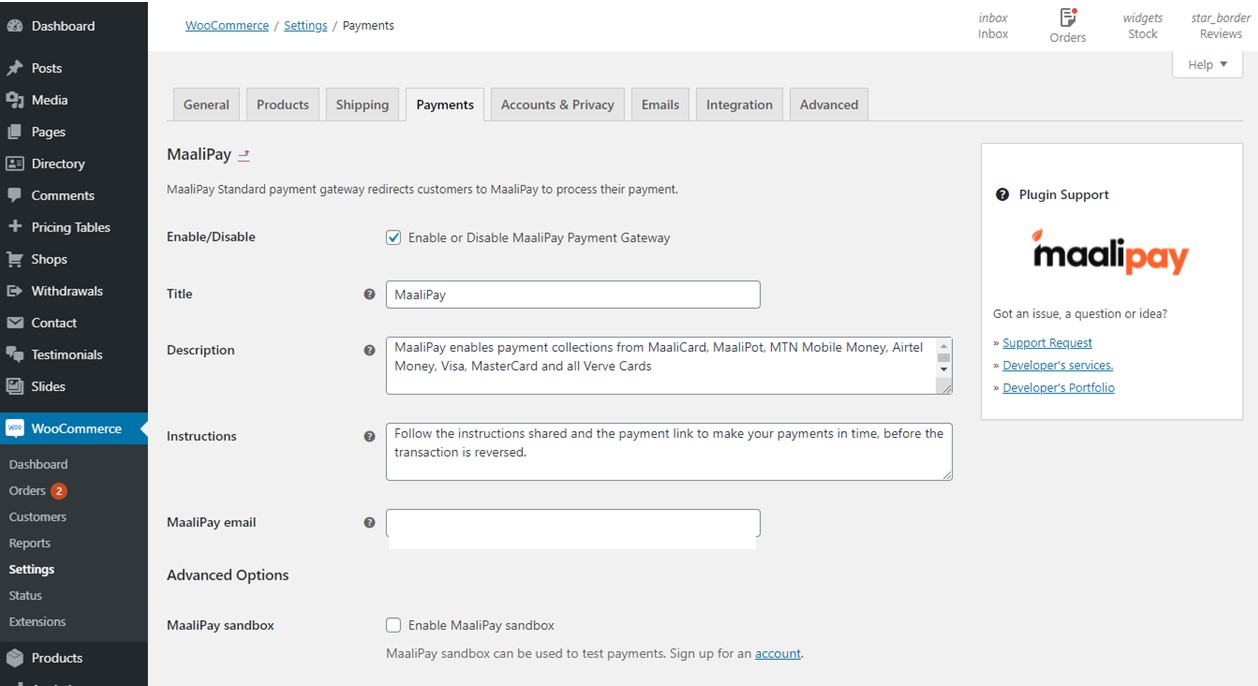 Dashboard
Posts
Media
Pages
Directory
Comments
Pricing Tables
Shops
Withdrawals
Contact
Testimonials
Slides
WooCommerce
Dashboard
Orders 2
Customers
Reports
Settings
Status
Extensions
Products
WooCommerce / Settings / Payments
inbox
Inbox
Orders
widgets
Stock
star_border
Reviews
Help ▼
General
Products
Shipping
Payments
Accounts & Privacy
Emails
Integration
Advanced
MaaliPay
MaaliPay Standard payment gateway redirects customers to MaaliPay to process their payment.
Enable/Disable
Enable or Disable MaaliPay Payment Gateway
Title
MaaliPay
Description
MaaliPay enables payment collections from MaaliCard, MaaliPot, MTN Mobile Money, Airtel
Money, Visa, MasterCard and all Verve Cards
Instructions
Follow the instructions shared and the payment link to make your payments in time, before the
transaction is reversed.
MaaliPay email
Advanced Options
MaaliPay sandbox
Enable MaaliPay sandbox
MaaliPay sandbox can be used to test payments. Sign up for an account.
Plugin Support
maalipay
Got an issue, a question or idea?
» Support Request
» Developer's services.
» Developer's Portfolio